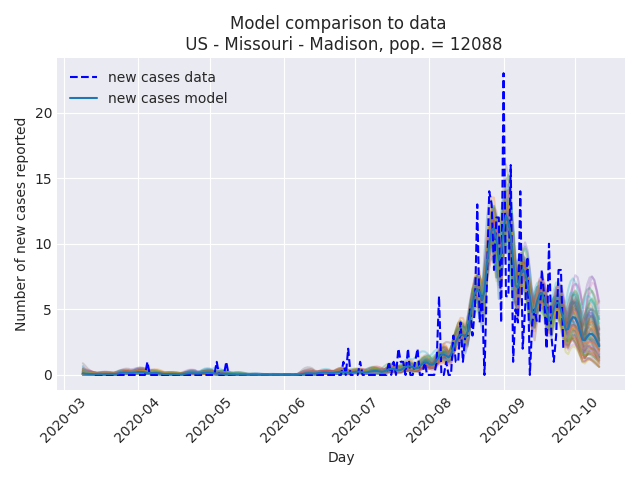 Model comparison to data
US - Missouri - Madison, pop. = 12088
new cases data
new cases model
Number of new cases reported
20
15
10
5
0
2020-03
2020-04
2020-05
2020-06
2020-07
2020-08
2020-09
2020-10
Day